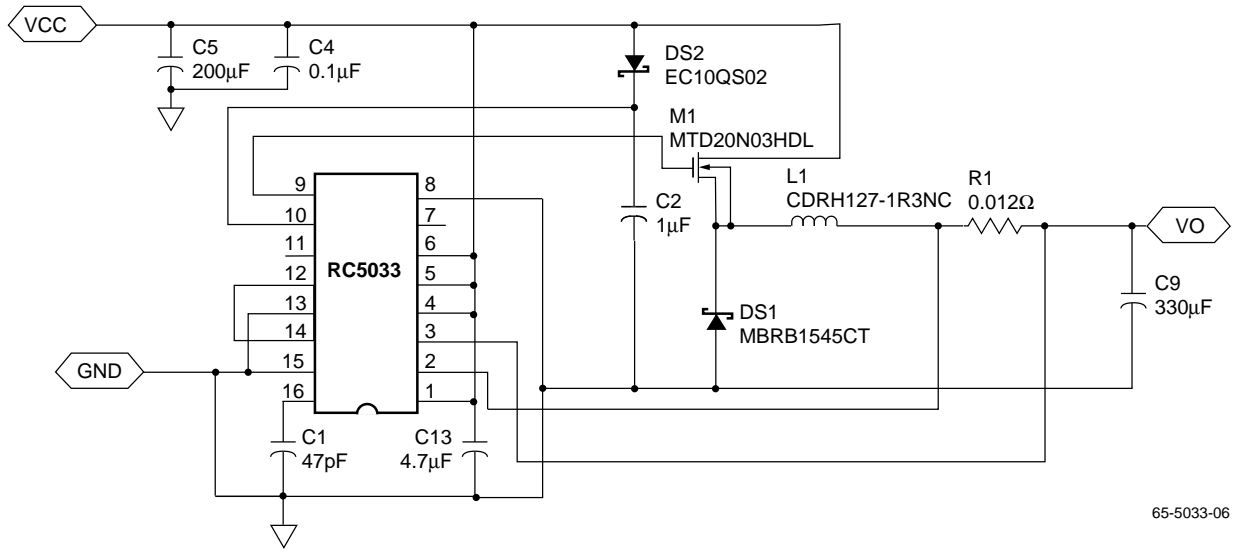 VCC
C5
200µF
C4
0.1µF
DS2
EC10QS02
M1
MTD20N03HDL
L1
CDRH127-1R3NC
R1
0.012Ω
VO
C2
1µF
C9
330µF
DS1
MBRB1545CT
RC5033
9
10
11
12
13
14
15
16
8
7
6
5
4
3
2
1
GND
C1
47pF
C13
4.7µF
65-5033-06